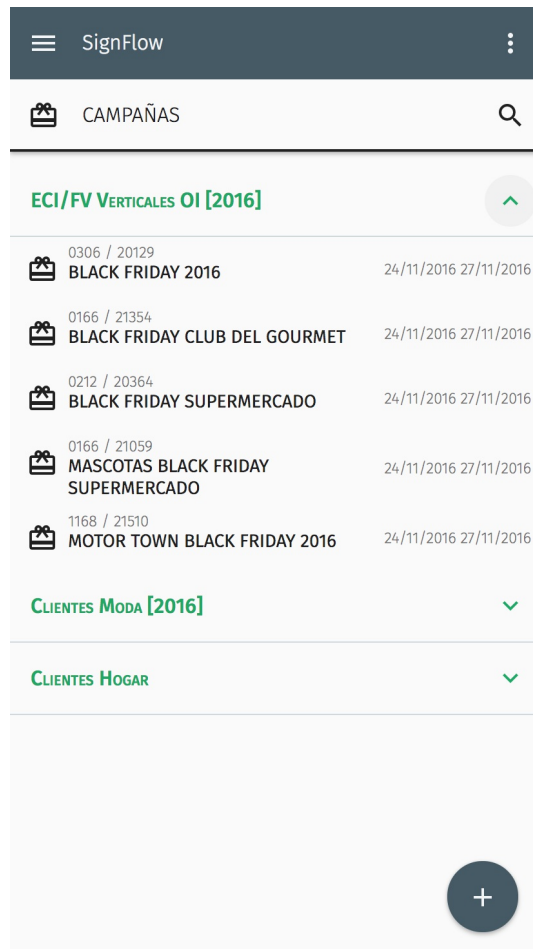 SignFlow
CAMPAÑAS
ECI/FV Verticales OI [2016]
0306 / 20129
BLACK FRIDAY 2016
24/11/2016 27/11/2016
0166 / 21354
BLACK FRIDAY CLUB DEL GOURMET
24/11/2016 27/11/2016
0212 / 20364
BLACK FRIDAY SUPERMERCADO
24/11/2016 27/11/2016
0166 / 21059
MASCOTAS BLACK FRIDAY
SUPERMERCADO
24/11/2016 27/11/2016
1168 / 21510
MOTOR TOWN BLACK FRIDAY 2016
24/11/2016 27/11/2016
Clientes Moda [2016]
Clientes Hogar